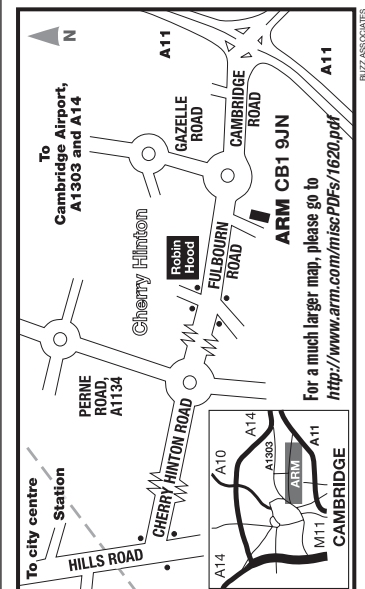 BUZZ ASSOCIATES
N
A11
A11
To
Cambridge Airport,
A1303 and A14
GAZELLE
ROAD
CAMBRIDGE
ROAD
Cherry Hinton
Robin
Hood
FULBOURN
ROAD
ARM CB1 9JN
For a much larger map, please go to
http://www.arm.com/miscPDFs/1620.pdf
PERNE
ROAD,
A1134
CHERRY HINTON ROAD
To city centre
Station
HILLS ROAD
A14
A10
A14
A1303
ARM
A11
M11
CAMBRIDGE